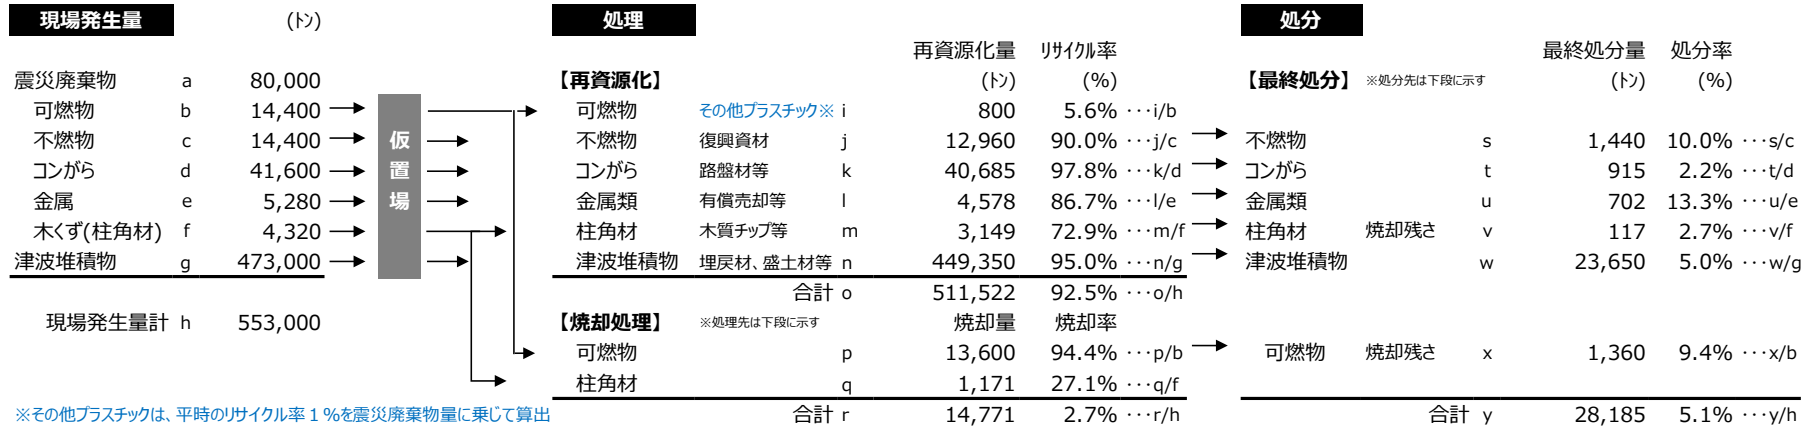 現場発生量 (トン) 処理 処分
再資源化量 リサイクル率 最終処分量 処分率
震災廃棄物 a 80,000 【再資源化】 (トン) (%) 【最終処分】 ※処分先は下段に示す (トン) (%)
可燃物 b 14,400 可燃物 その他プラスチック※ i 800 5.6% ･･･i/b
不燃物 c 14,400 仮 不燃物 復興資材 j 12,960 90.0% ･･･j/c 不燃物 s 1,440 10.0% ･･･s/c
コンがら d 41,600 置 コンがら 路盤材等 k 40,685 97.8% ･･･k/d コンがら t 915 2.2% ･･･t/d
金属 e 5,280 場 金属類 有償売却等 l 4,578 86.7% ･･･l/e 金属類 u 702 13.3% ･･･u/e
木くず(柱角材) f 4,320 柱角材 木質チップ等 m 3,149 72.9% ･･･m/f 柱角材 焼却残さ v 117 2.7% ･･･v/f
津波堆積物 g 473,000 津波堆積物 埋戻材、盛土材等 n 449,350 95.0% ･･･n/g 津波堆積物 w 23,650 5.0% ･･･w/g
合計 o 511,522 92.5% ･･･o/h
現場発生量計 h 553,000 【焼却処理】 ※処理先は下段に示す 焼却量 焼却率
可燃物 p 13,600 94.4% ･･･p/b 可燃物 焼却残さ x 1,360 9.4% ･･･x/b
柱角材 q 1,171 27.1% ･･･q/f
※その他プラスチックは、平時のリサイクル率１％を震災廃棄物量に乗じて算出 合計 r 14,771 2.7% ･･･r/h 合計 y 28,185 5.1% ･･･y/h